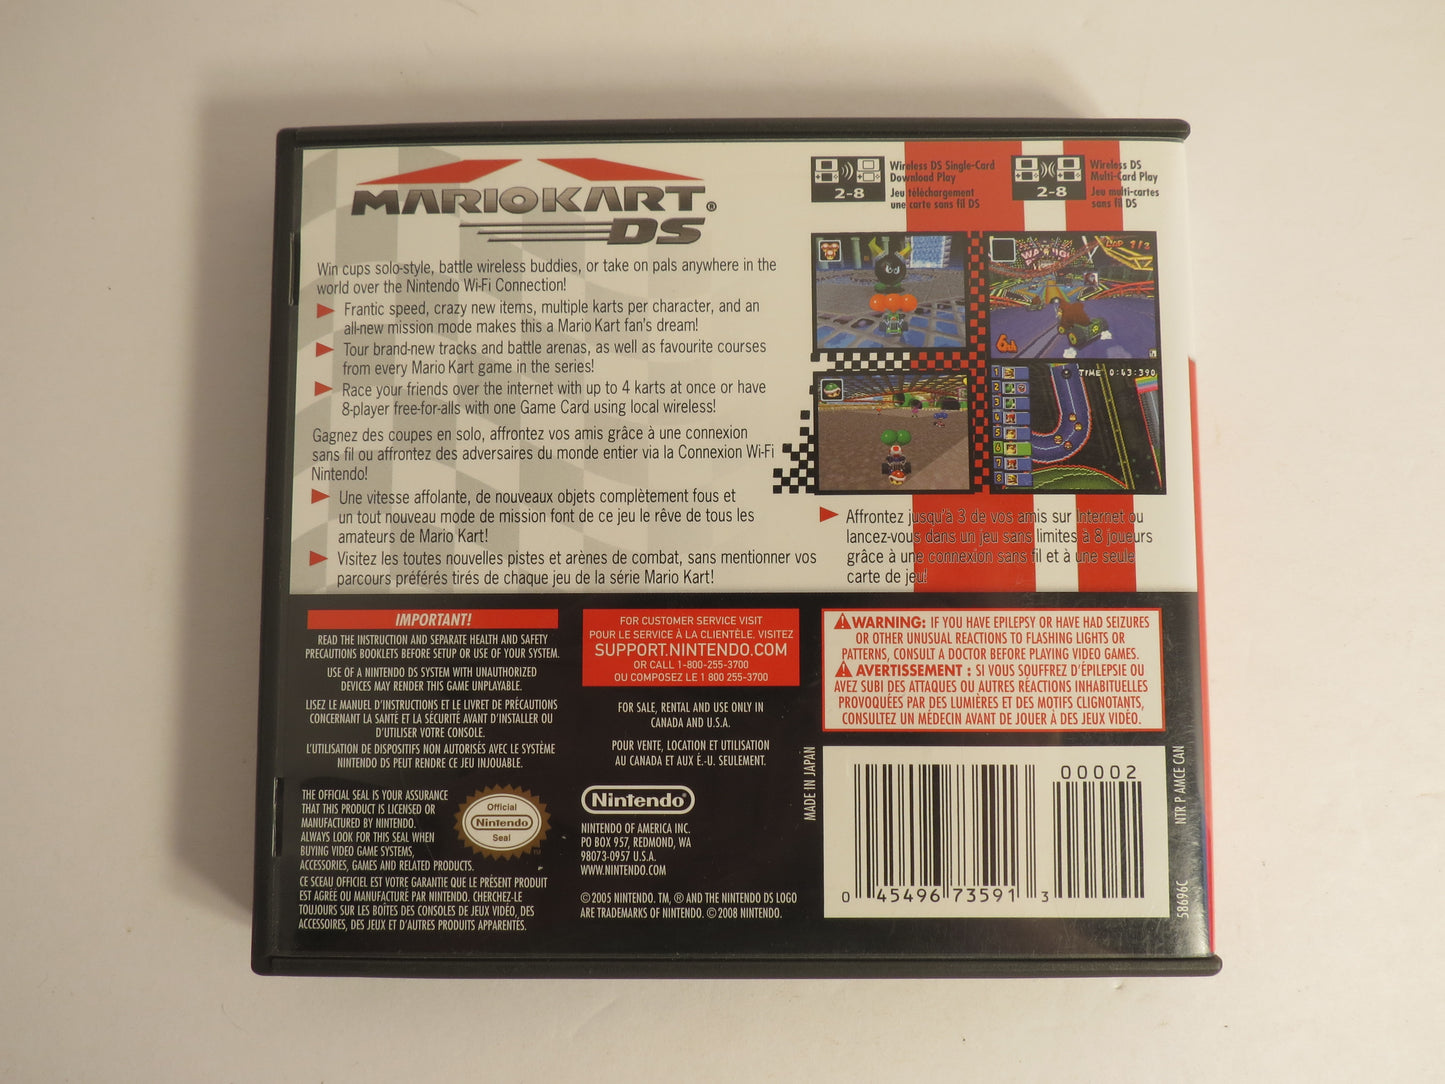 MARIOKART®
DS
Win cups solo-style, battle wireless buddies, or take on pals anywhere in the
world over the Nintendo Wi-Fi Connection!
Frantic speed, crazy new items, multiple karts per character, and an
all-new mission mode makes this a Mario Kart fan's dream!
Tour brand-new tracks and battle arenas, as well as favourite courses
from every Mario Kart game in the series!
Race your friends over the internet with up to 4 karts at once or have
8-player free-for-alls with one Game Card using local wireless!
Gagnez des coupes en solo, affrontez vos amis grâce à une connexion
sans fil ou affrontez des adversaires du monde entier via la Connexion Wi-Fi
Nintendo!
Une vitesse affolante, de nouveaux objets complètement fous et
un tout nouveau mode de mission font de ce jeu le rêve de tous les
amateurs de Mario Kart!
Visitez les toutes nouvelles pistes et arènes de combat, sans mentionner vos
parcours préférés tirés de chaque jeu de la série Mario Kart!
2-8
Wireless DS Single-Card
Download Play
Jeu téléchargement
une carte sans fil DS
2-8
Wireless DS
Multi-Card Play
Jeu multi-cartes
sans fil DS
LAP 1/2
6th
TIME 0:43:390
1
2
3
4
5
6
7
8
Affrontez jusqu'à 3 de vos amis sur Internet ou
lancez-vous dans un jeu sans limites à 8 joueurs
grâce à une connexion sans fil et à une seule
carte de jeu!
IMPORTANT!
READ THE INSTRUCTION AND SEPARATE HEALTH AND SAFETY
PRECAUTIONS BOOKLETS BEFORE SETUP OR USE OF YOUR SYSTEM.
USE OF A NINTENDO DS SYSTEM WITH UNAUTHORIZED
DEVICES MAY RENDER THIS GAME UNPLAYABLE.
LISEZ LE MANUEL D'INSTRUCTIONS ET LE LIVRET DE PRÉCAUTIONS
CONCERNANT LA SANTÉ ET LA SÉCURITÉ AVANT D'INSTALLER OU
D'UTILISER VOTRE CONSOLE.
L'UTILISATION DE DISPOSITIFS NON AUTORISÉS AVEC LE SYSTÈME
NINTENDO DS PEUT RENDRE CE JEU INJOUABLE.
THE OFFICIAL SEAL IS YOUR ASSURANCE
THAT THIS PRODUCT IS LICENSED OR
MANUFACTURED BY NINTENDO.
ALWAYS LOOK FOR THIS SEAL WHEN
BUYING VIDEO GAME SYSTEMS,
ACCESSORIES, GAMES AND RELATED PRODUCTS.
CE SCEAU OFFICIEL EST VOTRE GARANTIE QUE LE PRÉSENT PRODUIT
EST AGRÉÉ OU MANUFACTURÉ PAR NINTENDO. CHERCHEZ-LE
TOUJOURS SUR LES BOÎTES DES CONSOLES DE JEUX VIDÉO, DES
ACCESSOIRES, DES JEUX ET D'AUTRES PRODUITS APPARENTÉS.
Official
Nintendo
Seal
TM
FOR CUSTOMER SERVICE VISIT
POUR LE SERVICE À LA CLIENTÈLE, VISITEZ
SUPPORT.NINTENDO.COM
OR CALL 1-800-255-3700
OU COMPOSEZ LE 1 800 255-3700
FOR SALE, RENTAL AND USE ONLY IN
CANADA AND U.S.A.
POUR VENTE, LOCATION ET UTILISATION
AU CANADA ET AUX É.-U. SEULEMENT.
Nintendo®
NINTENDO OF AMERICA INC.
PO BOX 957, REDMOND, WA
98073-0957 U.S.A.
WWW.NINTENDO.COM
© 2005 NINTENDO. TM, ® AND THE NINTENDO DS LOGO
ARE TRADEMARKS OF NINTENDO. © 2008 NINTENDO.
WARNING: IF YOU HAVE EPILEPSY OR HAVE HAD SEIZURES
OR OTHER UNUSUAL REACTIONS TO FLASHING LIGHTS OR
PATTERNS, CONSULT A DOCTOR BEFORE PLAYING VIDEO GAMES.
AVERTISSEMENT : SI VOUS SOUFFREZ D'ÉPILEPSIE OU
AVEZ SUBI DES ATTAQUES OU AUTRES RÉACTIONS INHABITUELLES
PROVOQUÉES PAR DES LUMIÈRES ET DES MOTIFS CLIGNOTANTS,
CONSULTEZ UN MÉDECIN AVANT DE JOUER À DES JEUX VIDÉO.
MADE IN JAPAN
00002
0 45496 73591 3
NTR P AMCE CAN
58696C